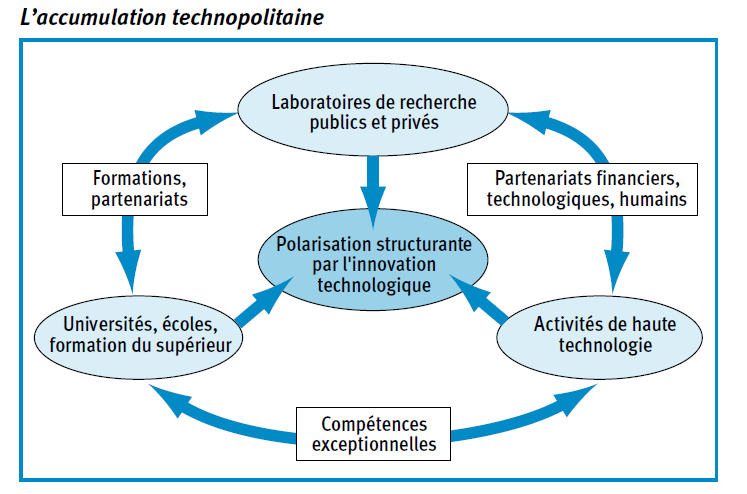 L’accumulation technopolitaine
Laboratoires de recherche
publics et privés
Formations,
partenariats
Partenariats financiers,
technologiques, humains
Polarisation structurante
par l'innovation
technologique
Universités, écoles,
formation du supérieur
Activités de haute
technologie
Compétences
exceptionnelles